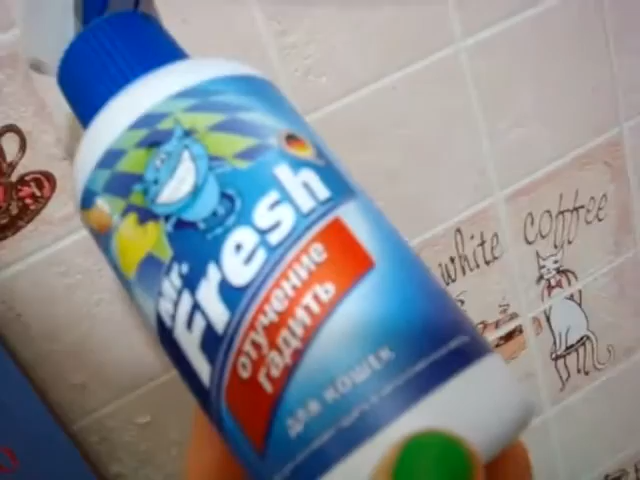 Mr.
Fresh
отучение
гадить
для кошек
white coffee